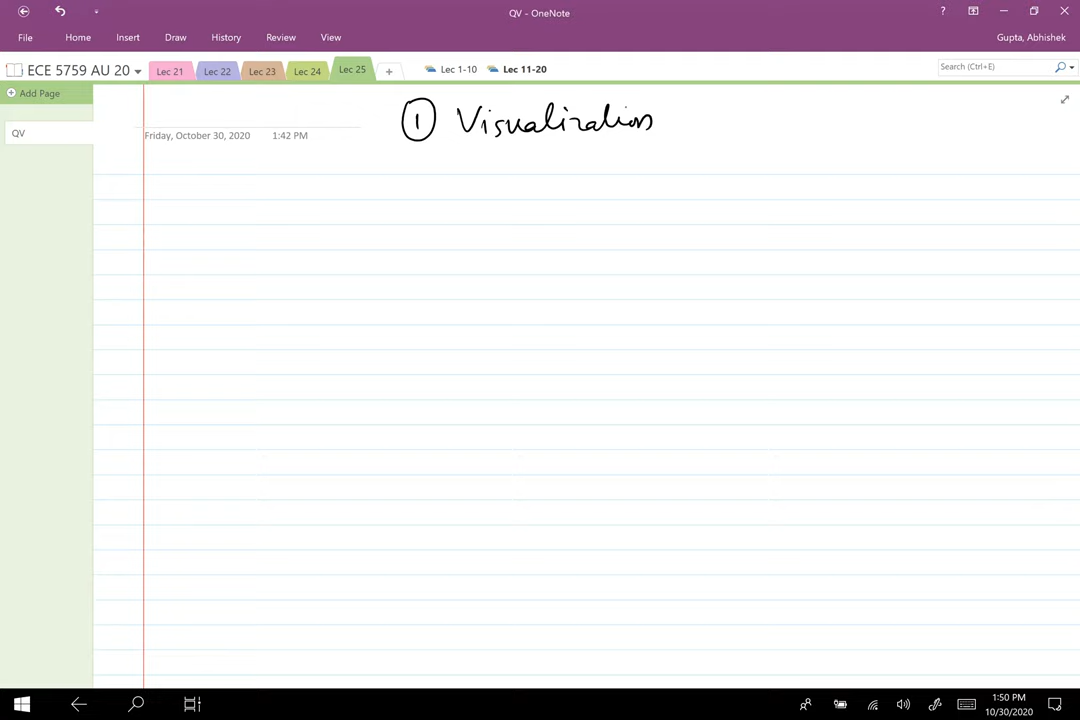 QV - OneNote
?
File
Home
Insert
Draw
History
Review
View
Gupta, Abhishek
ECE 5759 AU 20
Lec 21
Lec 22
Lec 23
Lec 24
Lec 25
+
Lec 1-10
Lec 11-20
Search (Ctrl+E)
Add Page
① Visualization
QV
Friday, October 30, 2020
1:42 PM
1:50 PM
10/30/2020